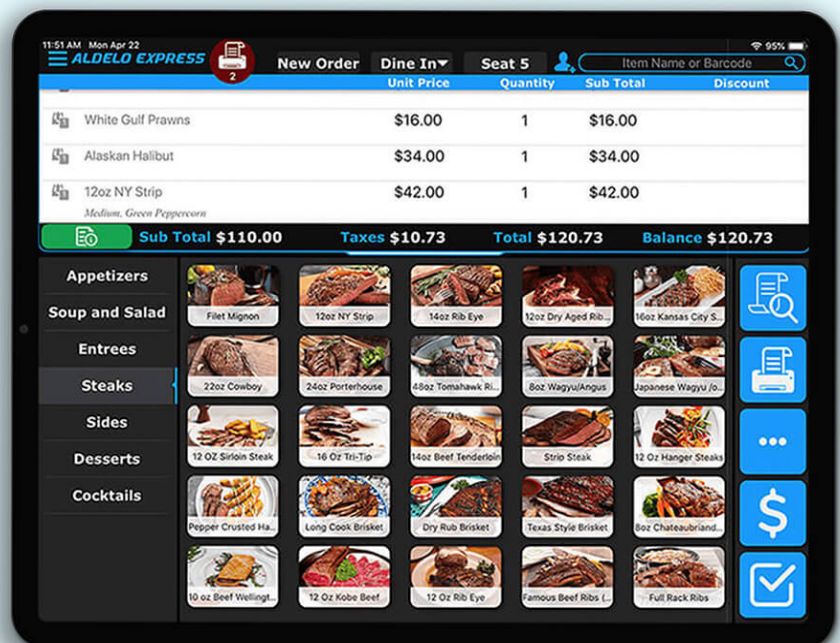 11:51 AM Mon Apr 22
95%
ALDELO EXPRESS
2
New Order
Dine In
Seat 5
Item Name or Barcode
Unit Price Quantity Sub Total Discount
White Gulf Prawns $16.00 1 $16.00
Alaskan Halibut $34.00 1 $34.00
12oz NY Strip $42.00 1 $42.00
Medium, Green Peppercorn
Sub Total $110.00 Taxes $10.73 Total $120.73 Balance $120.73
Appetizers
Soup and Salad
Entrees
Steaks
Sides
Desserts
Cocktails
Filet Mignon
12oz NY Strip
14oz Rib Eye
12oz Dry Aged Rib...
16oz Kansas City S...
22oz Cowboy
24oz Porterhouse
48oz Tomahawk Ri...
8oz Wagyu/Angus
Japanese Wagyu /o...
12 OZ Sirloin Steak
16 Oz Tri-Tip
14oz Beef Tenderloin
Strip Steak
12 Oz Hanger Steaks
Pepper Crusted Ha...
Long Cook Brisket
Dry Rub Brisket
Texas Style Brisket
8oz Chateaubriand...
10 oz Beef Wellingt...
12 Oz Kobe Beef
12 Oz Rib Eye
Famous Beef Ribs (...
Full Rack Ribs
$